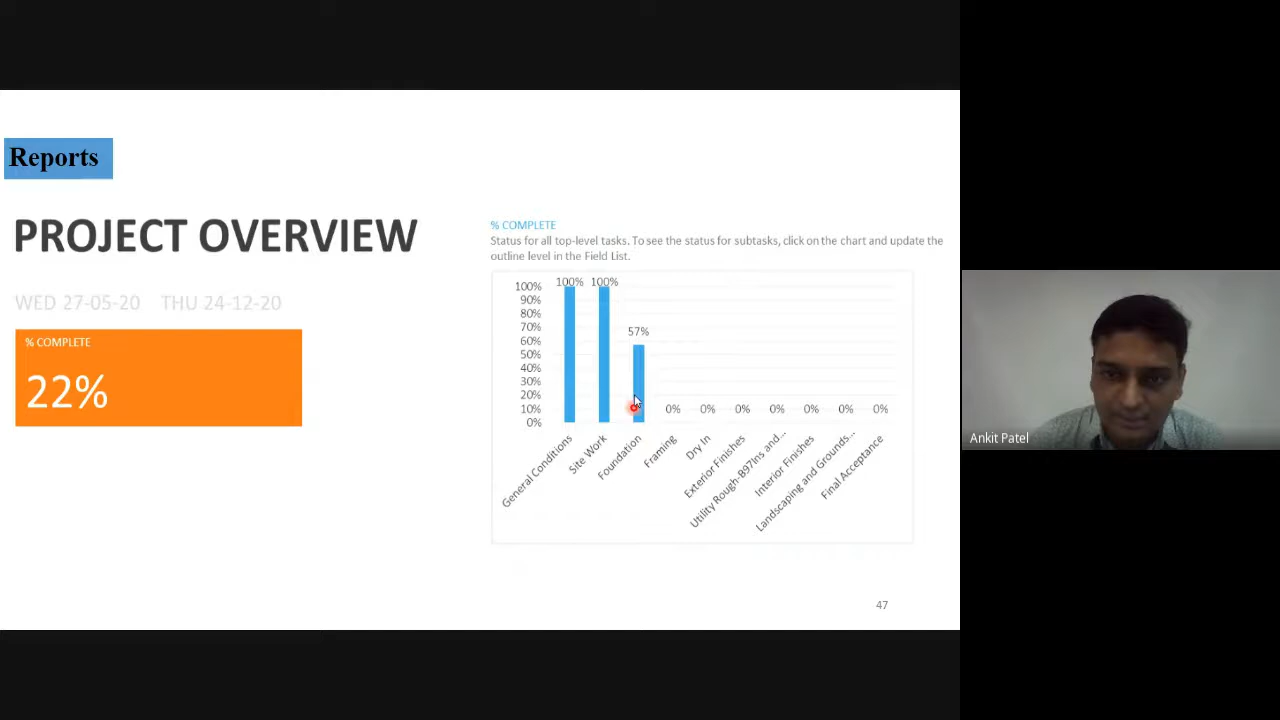 Reports
PROJECT OVERVIEW
WED 27-05-20 THU 24-12-20
% COMPLETE
22%
% COMPLETE
Status for all top-level tasks. To see the status for subtasks, click on the chart and update the
outline level in the Field List.
100%
90%
80%
70%
60%
50%
40%
30%
20%
10%
0%
100% 100% 57% 0% 0% 0% 0% 0% 0% 0%
General Conditions
Site Work
Foundation
Framing
Dry In
Exterior Finishes
Utility Rough-B97Ins and...
Interior Finishes
Landscaping and Grounds...
Final Acceptance
47
Ankit Patel